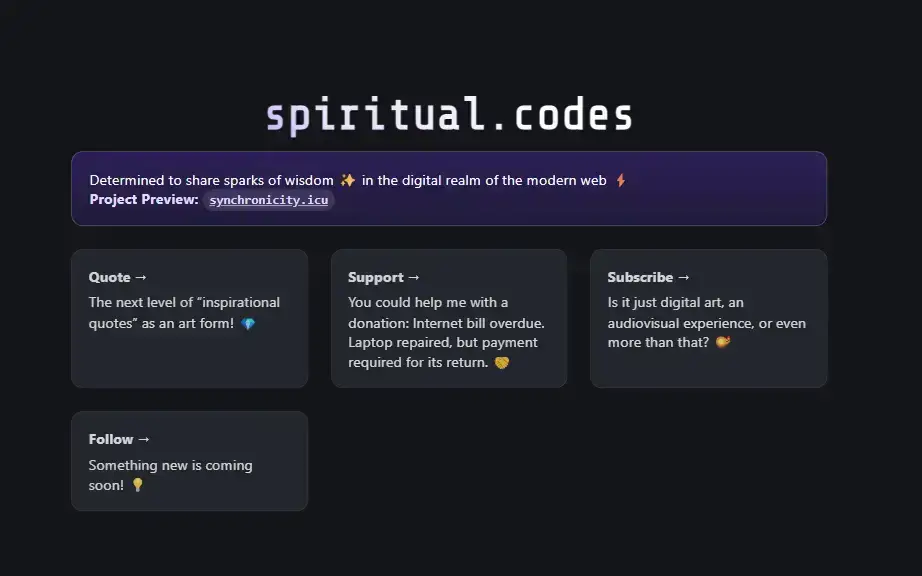 spiritual.codes
Determined to share sparks of wisdom ✨ in the digital realm of the modern web ⚡
Project Preview: synchronicity.icu
Quote →
The next level of “inspirational
quotes” as an art form! 💎
Support →
You could help me with a
donation: Internet bill overdue.
Laptop repaired, but payment
required for its return. 🤝
Subscribe →
Is it just digital art, an
audiovisual experience, or even
more than that? 🪄
Follow →
Something new is coming
soon! 💡